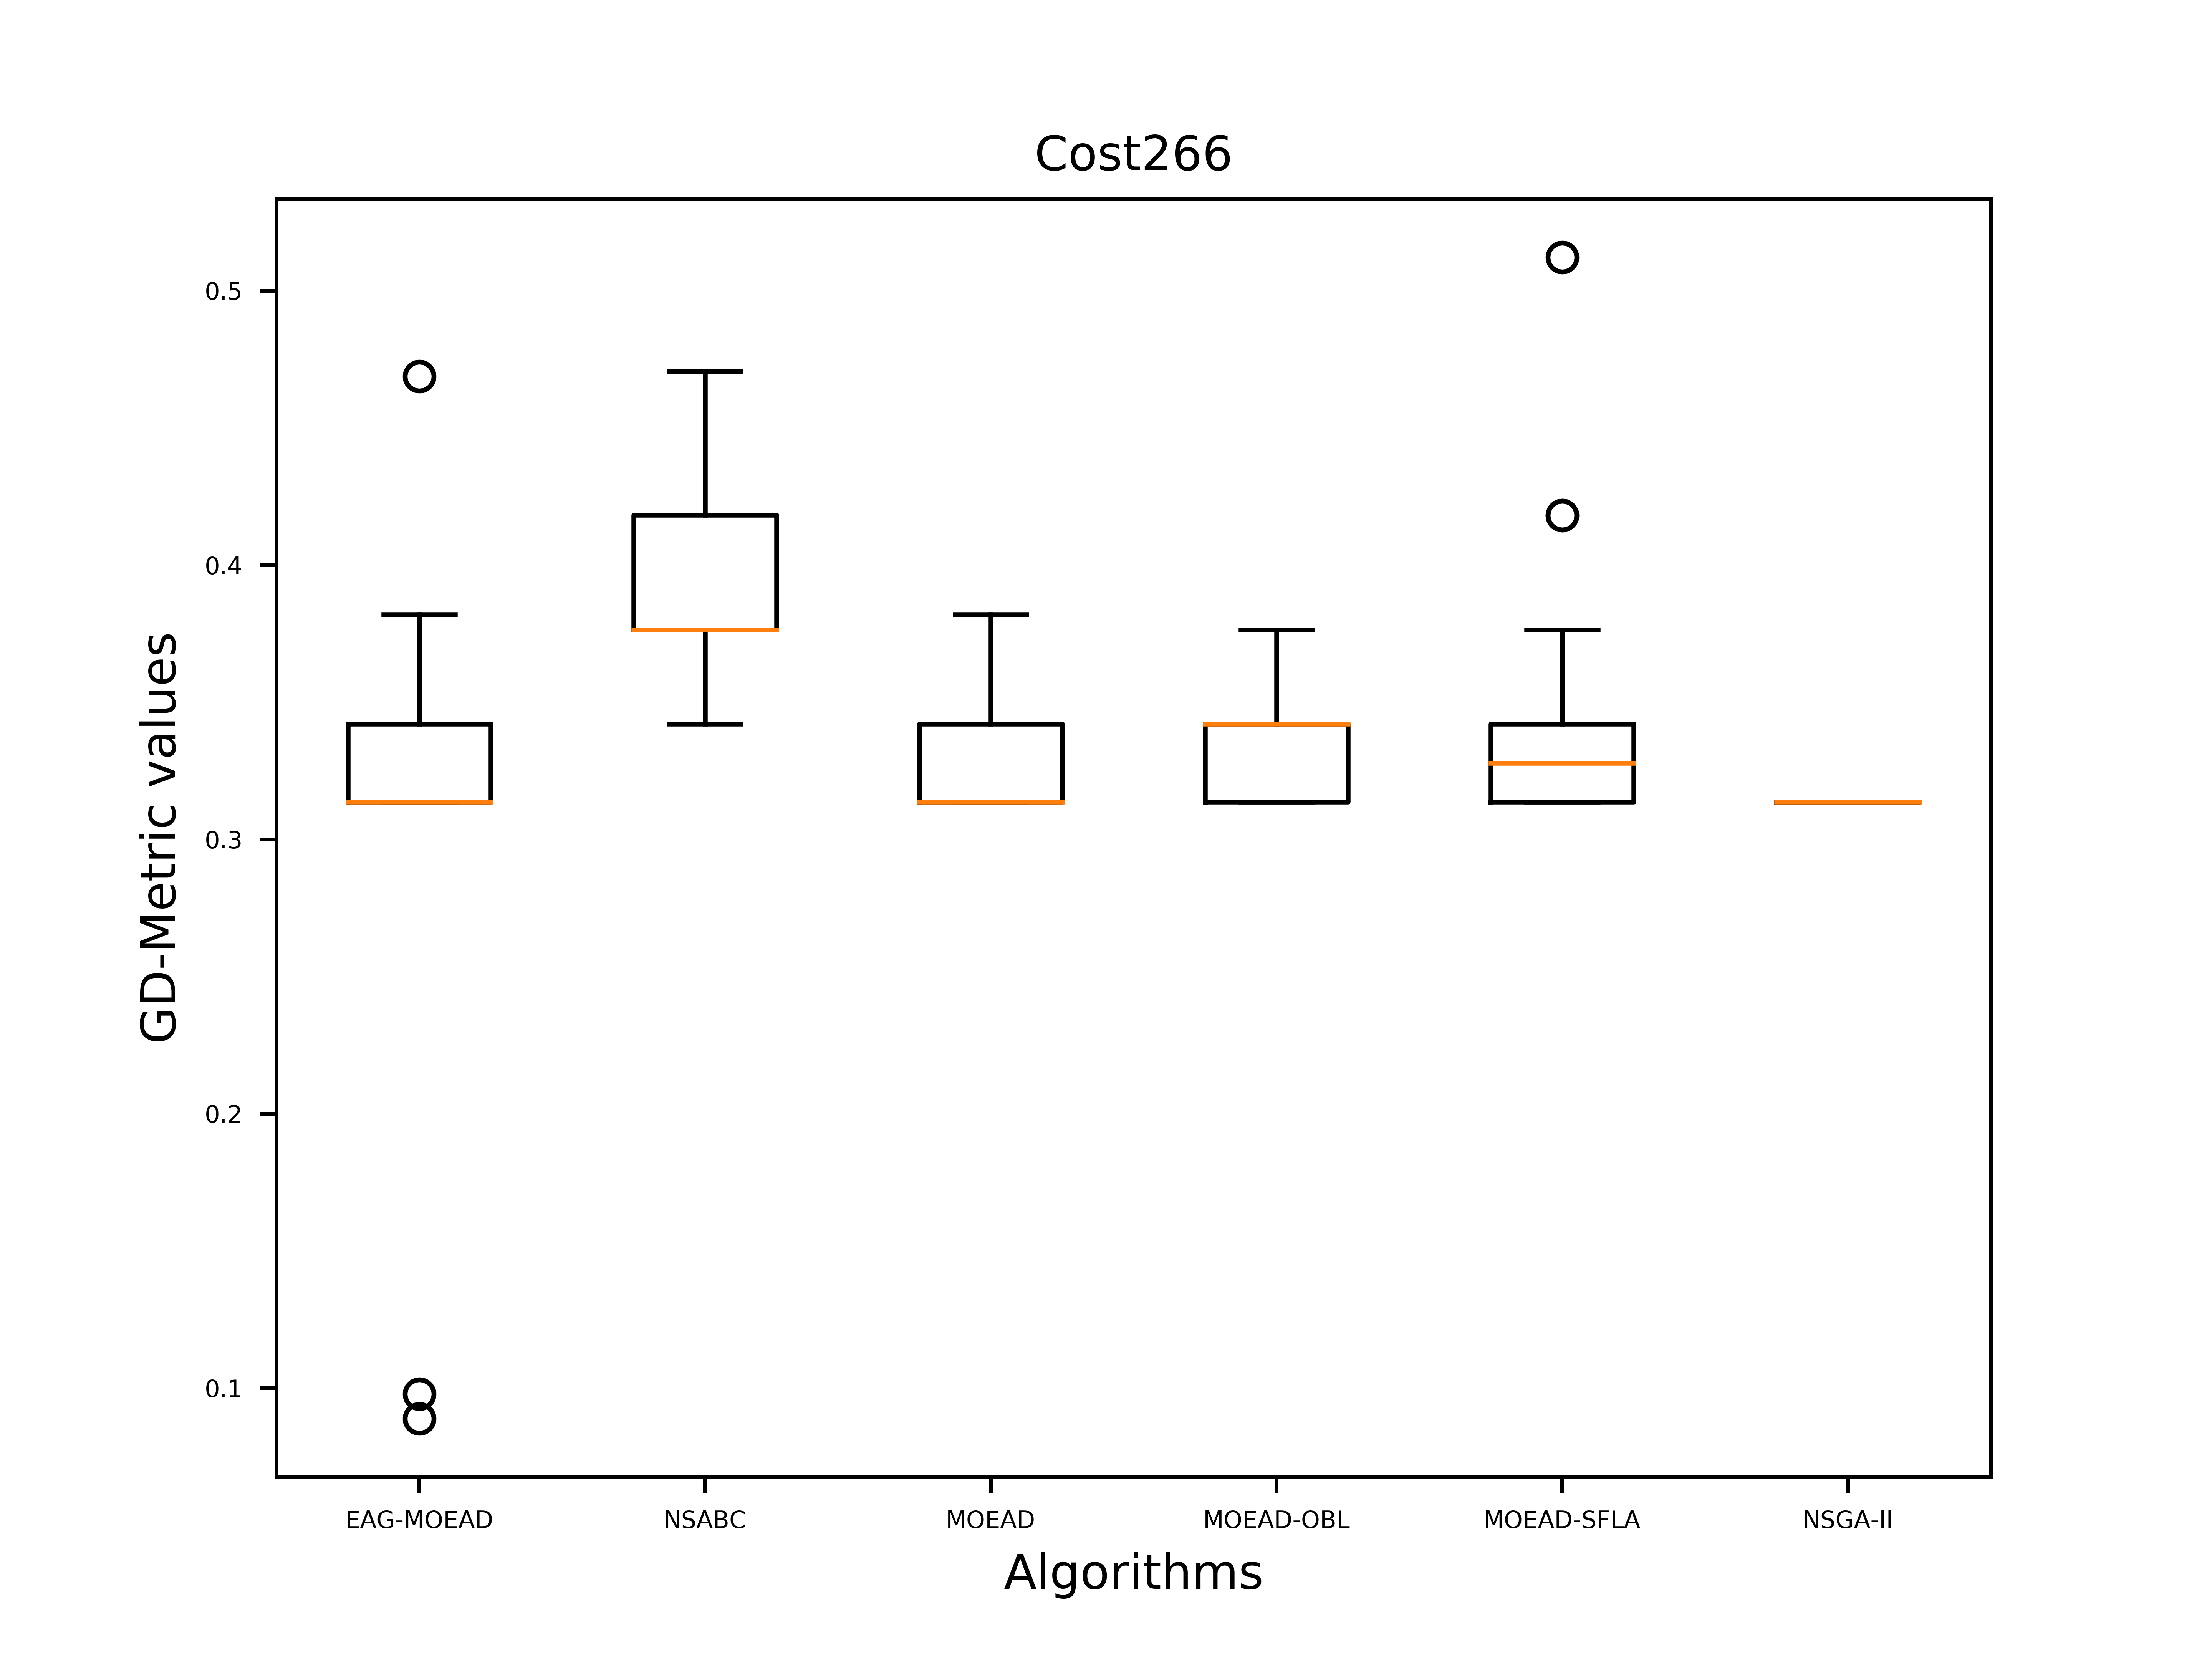 Cost266
GD-Metric values
0.5
0.4
0.3
0.2
0.1
EAG-MOEAD
NSABC
MOEAD
MOEAD-OBL
MOEAD-SFLA
NSGA-II
Algorithms